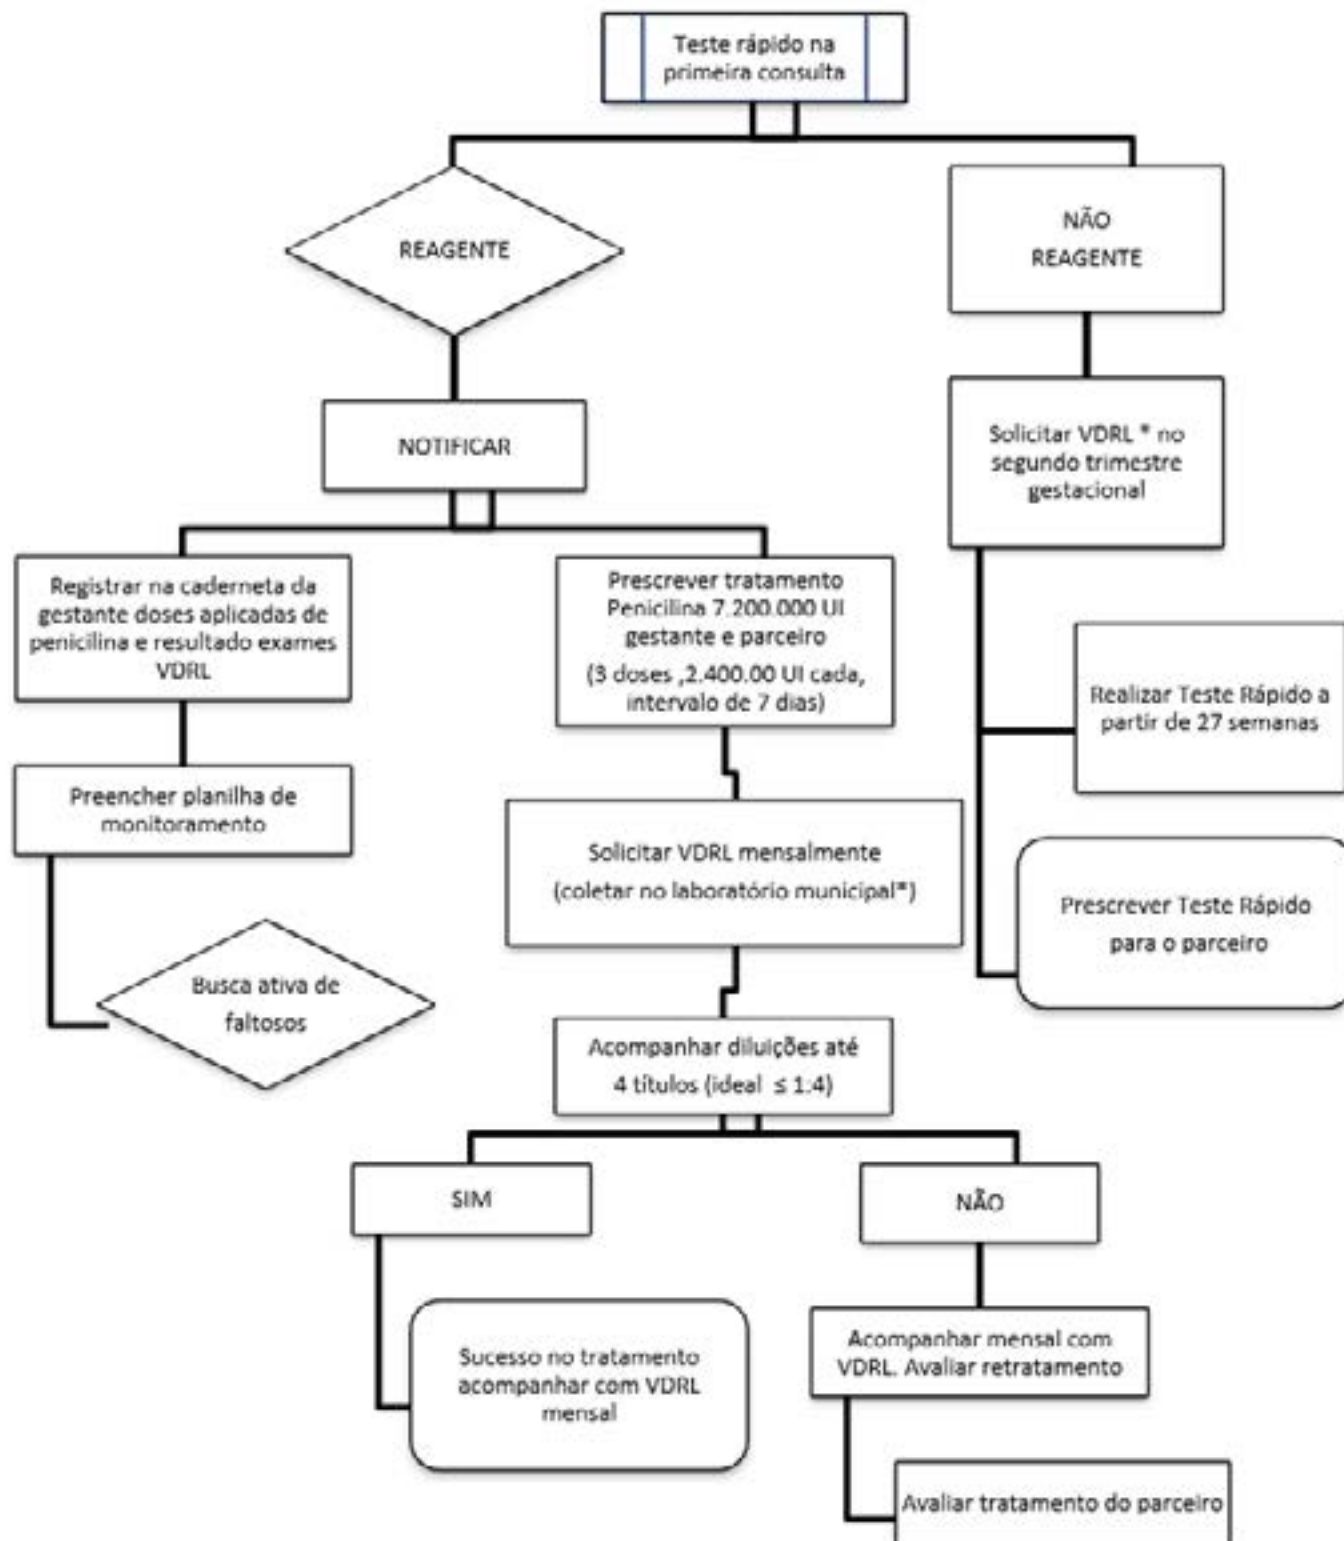 Teste rápido na
primeira consulta
REAGENTE
NÃO
REAGENTE
NOTIFICAR
Solicitar VDRL * no
segundo trimestre
gestacional
Registrar na caderneta da
gestante doses aplicadas de
penicilina e resultado exames
VDRL
Prescrever tratamento
Penicilina 7.200.000 UI
gestante e parceiro
(3 doses ,2.400.00 UI cada,
intervalo de 7 dias)
Realizar Teste Rápido a
partir de 27 semanas
Preencher planilha de
monitoramento
Solicitar VDRL mensalmente
(coletar no laboratório municipal*)
Prescrever Teste Rápido
para o parceiro
Busca ativa de
faltosos
Acompanhar diluições até
4 títulos (ideal ≤ 1:4)
SIM
NÃO
Sucesso no tratamento
acompanhar com VDRL
mensal
Acompanhar mensal com
VDRL. Avaliar retratamento
Avaliar tratamento do parceiro